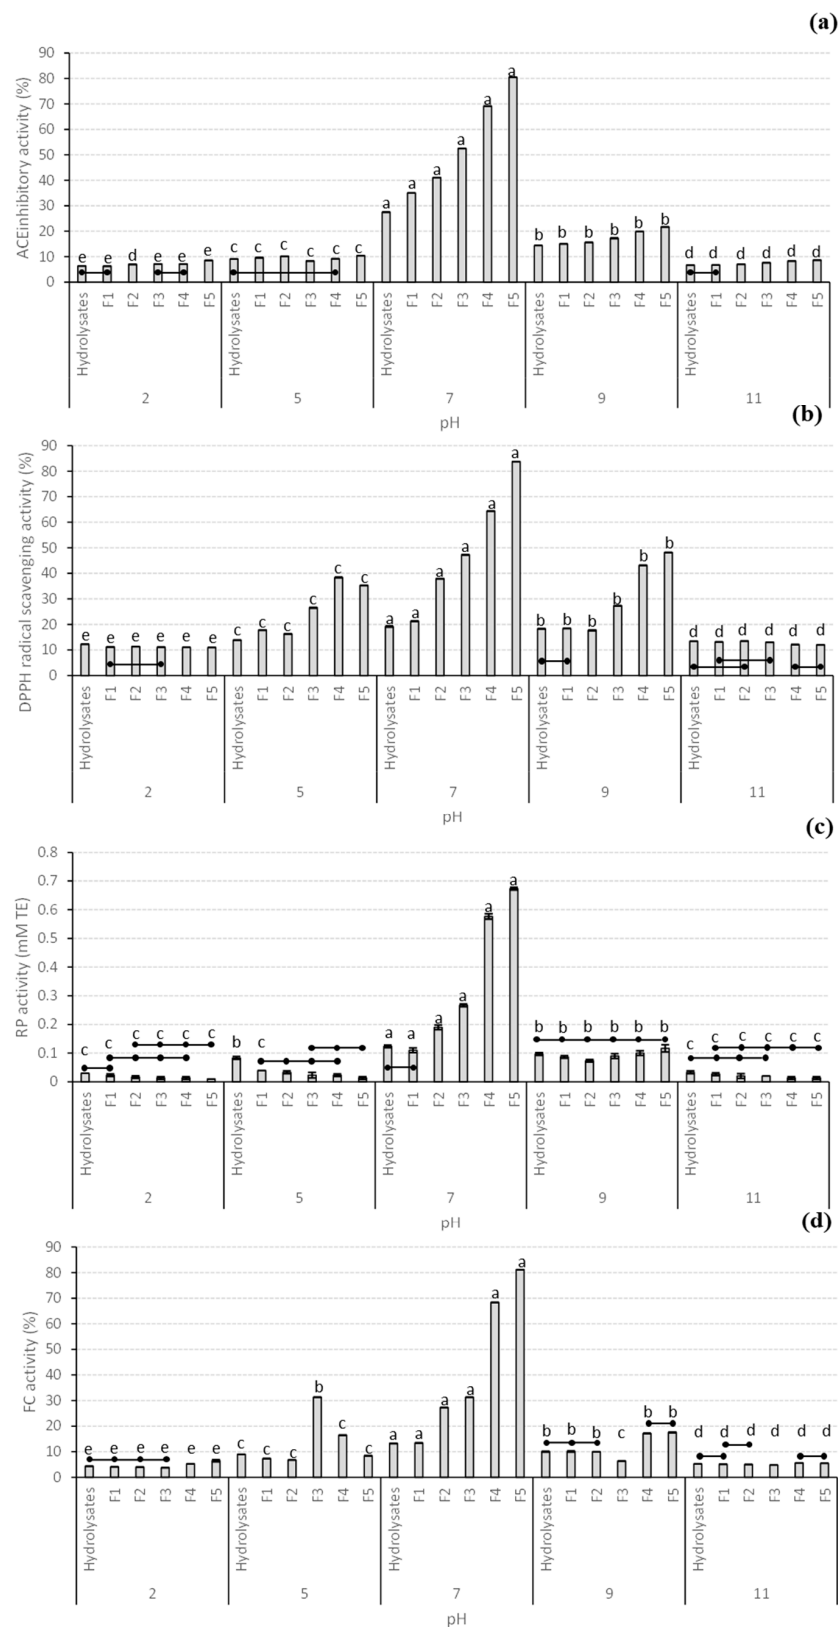 (a)
ACEinhibitory activity (%)
90
80
70
60
50
40
30
20
10
0
e e d e e e c c c c c c a a a a a a b b b b b b d d d d d d
Hydrolysates F1 F2 F3 F4 F5 Hydrolysates F1 F2 F3 F4 F5 Hydrolysates F1 F2 F3 F4 F5 Hydrolysates F1 F2 F3 F4 F5 Hydrolysates F1 F2 F3 F4 F5
2 5 7 9 11
pH
(b)
DPPH radical scavenging activity (%)
90
80
70
60
50
40
30
20
10
0
e e e e e e c c c c c c a a a a a a b b b b b b d d d d d d
Hydrolysates F1 F2 F3 F4 F5 Hydrolysates F1 F2 F3 F4 F5 Hydrolysates F1 F2 F3 F4 F5 Hydrolysates F1 F2 F3 F4 F5 Hydrolysates F1 F2 F3 F4 F5
2 5 7 9 11
pH
(c)
RP activity (mM TE)
0.8
0.7
0.6
0.5
0.4
0.3
0.2
0.1
0
c c c c c c b c c c c c a a a a a a b b b b b b c c c c c c
Hydrolysates F1 F2 F3 F4 F5 Hydrolysates F1 F2 F3 F4 F5 Hydrolysates F1 F2 F3 F4 F5 Hydrolysates F1 F2 F3 F4 F5 Hydrolysates F1 F2 F3 F4 F5
2 5 7 9 11
pH
(d)
FC activity (%)
90
80
70
60
50
40
30
20
10
0
e e e e e e c c c b c c a a a a a a b b b c b b d d d d d d
Hydrolysates F1 F2 F3 F4 F5 Hydrolysates F1 F2 F3 F4 F5 Hydrolysates F1 F2 F3 F4 F5 Hydrolysates F1 F2 F3 F4 F5 Hydrolysates F1 F2 F3 F4 F5
2 5 7 9 11
pH